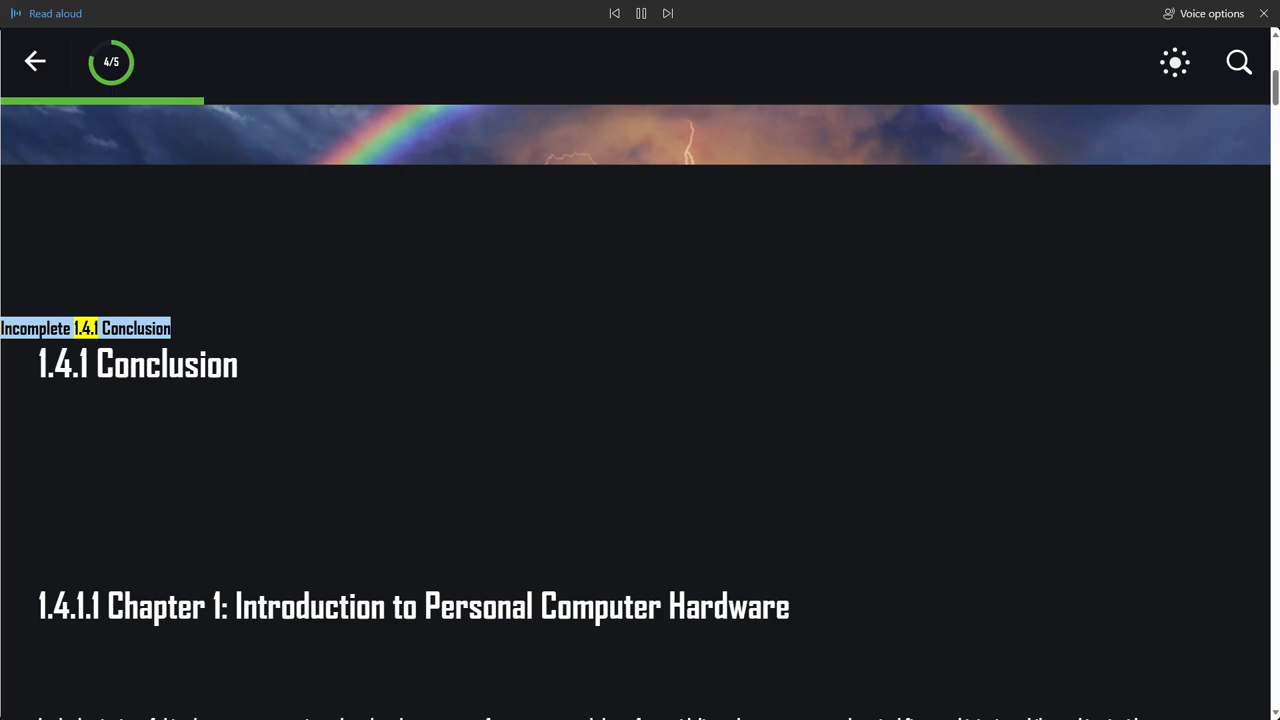 Read aloud
Voice options
4/5
Incomplete 1.4.1 Conclusion
1.4.1 Conclusion
1.4.1.1 Chapter 1: Introduction to Personal Computer Hardware